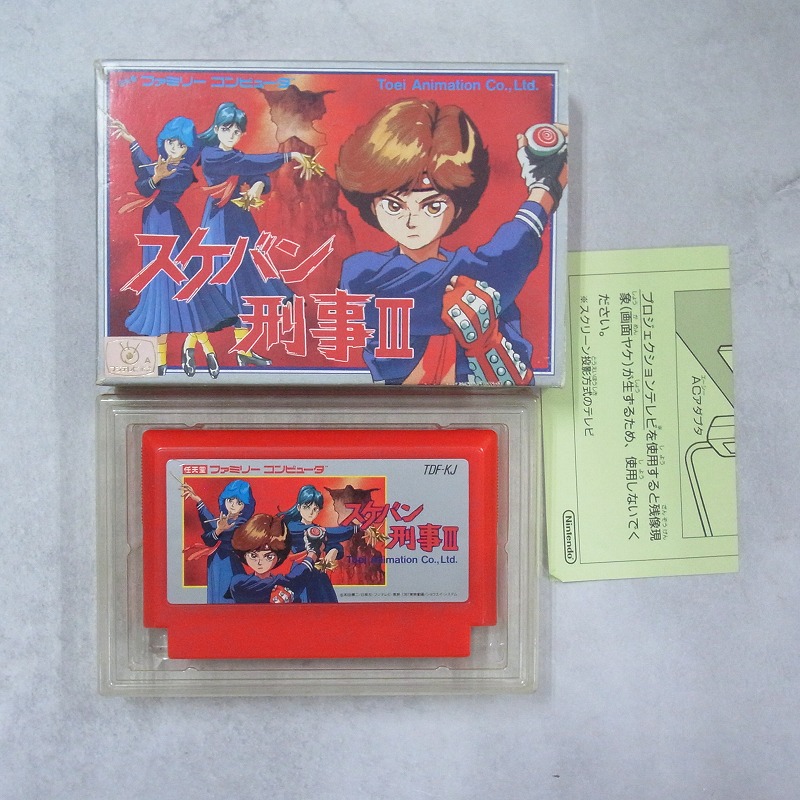 ファミリーコンピュータ
Toei Animation Co., Ltd.
スケバン
刑事III
プロジェクションテレビを使用すると残像現
象(画面ヤケ)が生ずるため、使用しないでく
ださい。
※スクリーン投影方式のテレビ
ACアダプタ
Nintendo
任天堂 ファミリーコンピュータ
TDF-KJ
スケバン
刑事III
Toei Animation Co., Ltd.